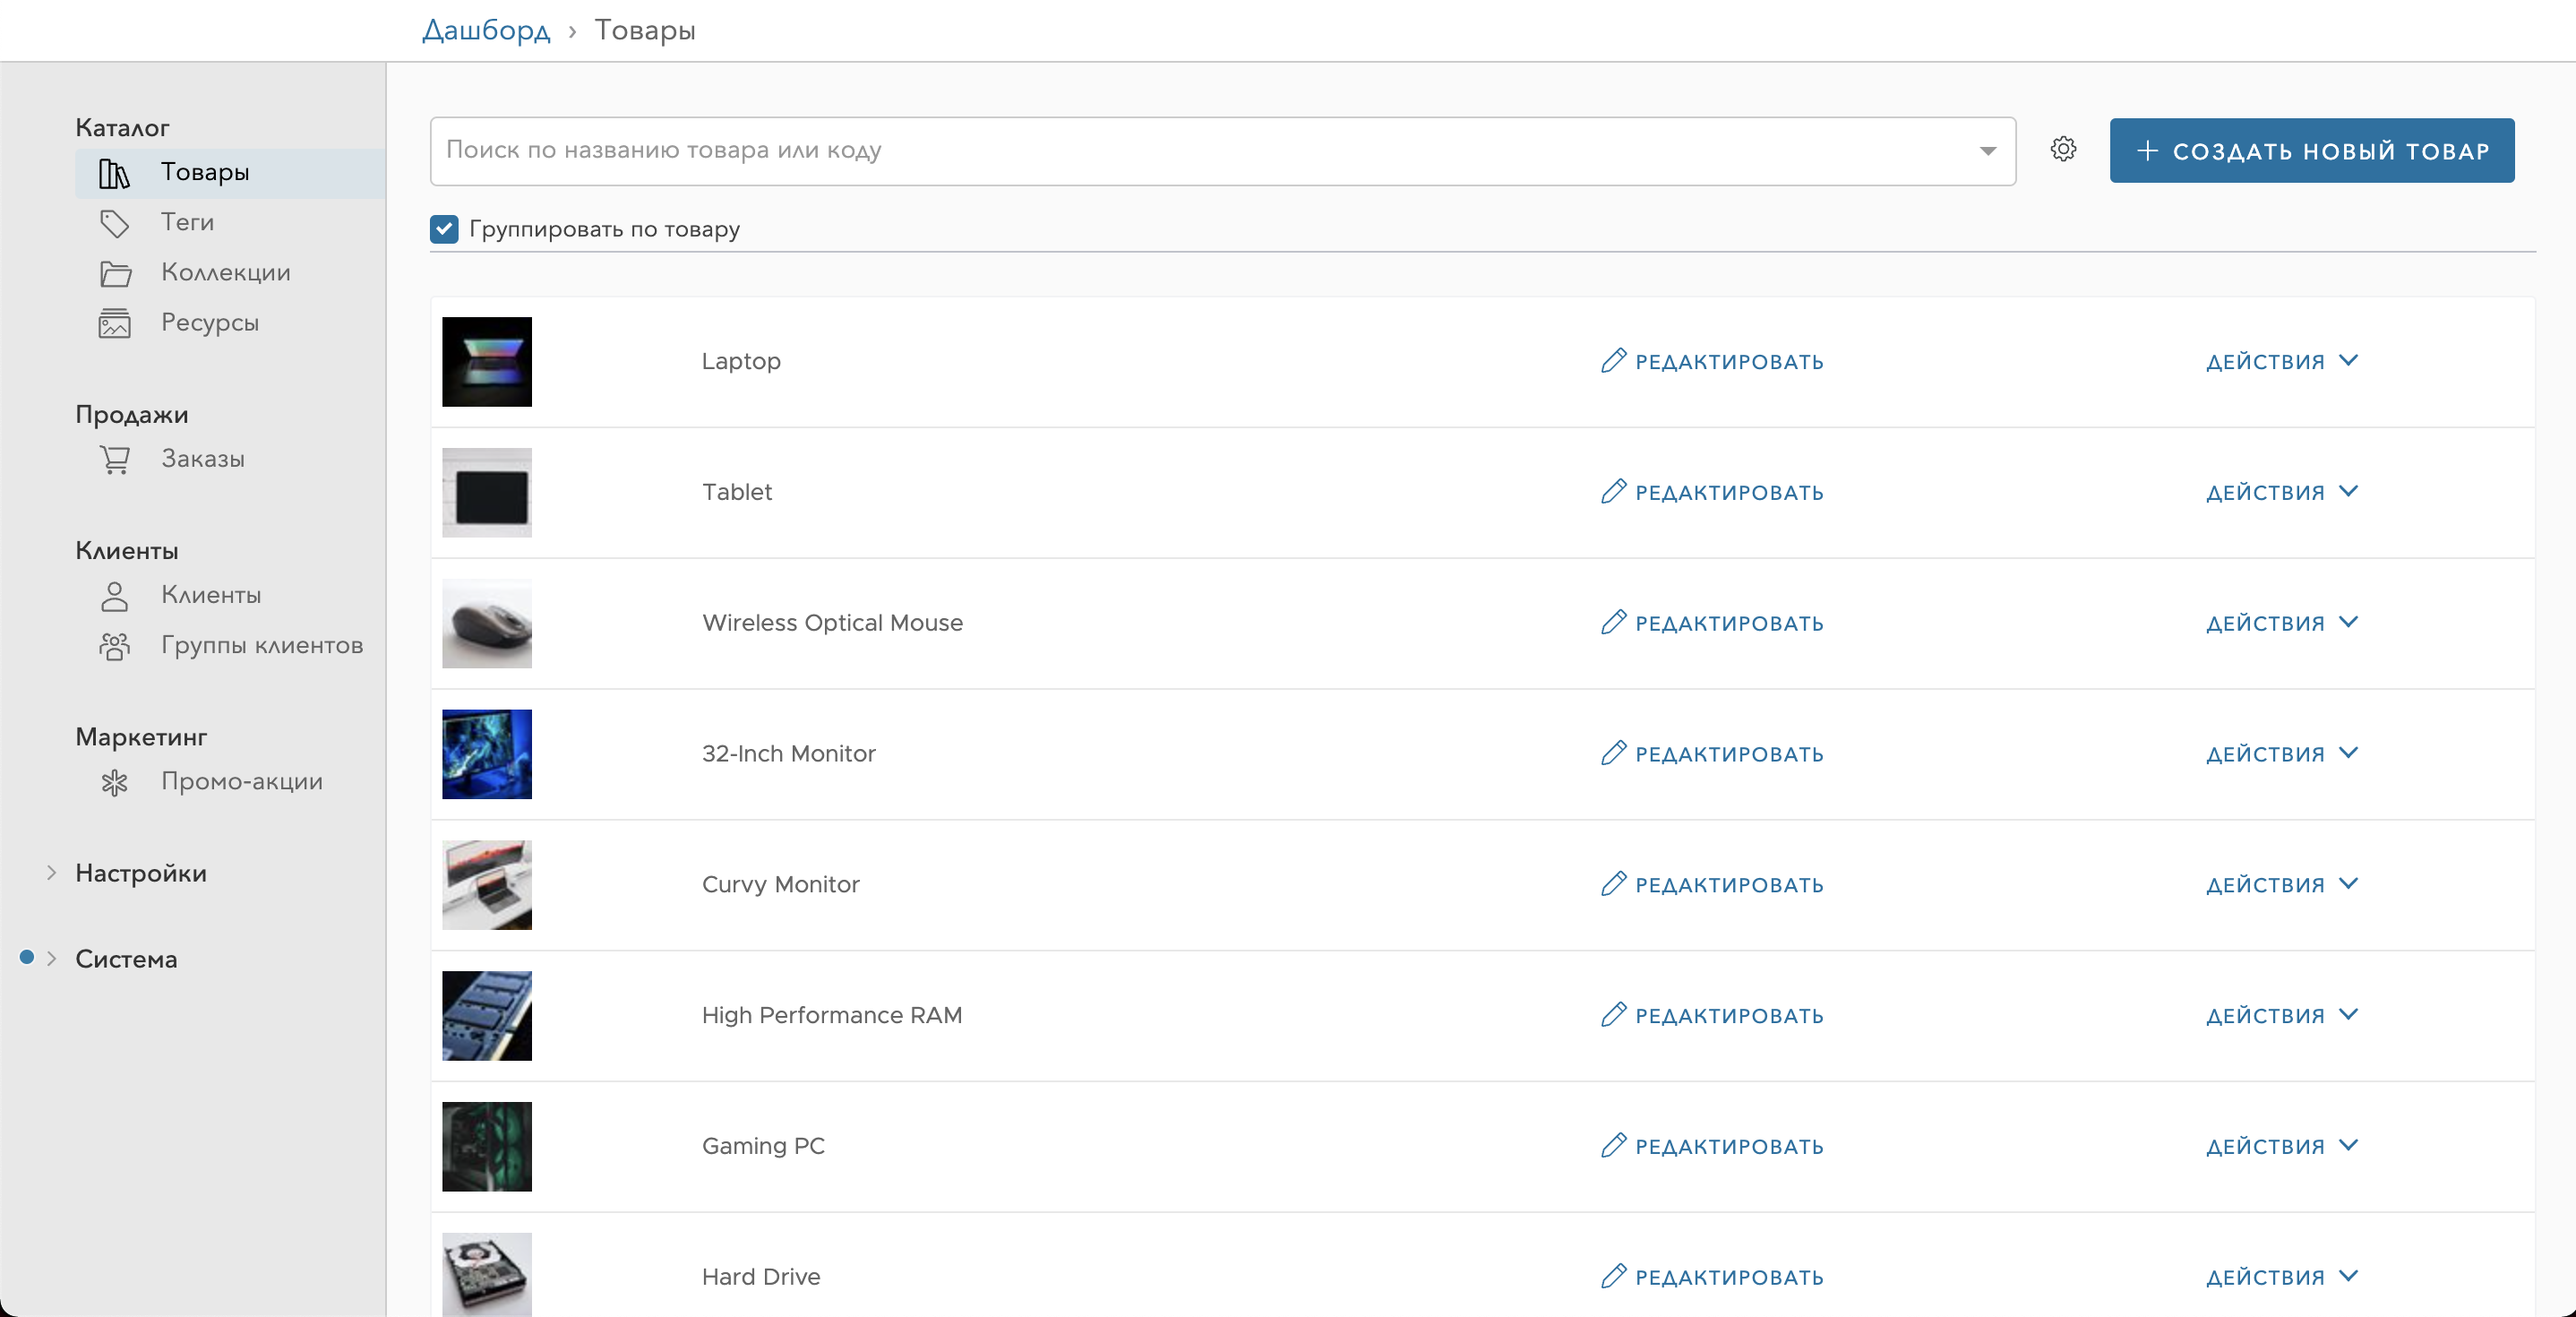 Дашборд › Товары
Каталог
Товары
Теги
Коллекции
Ресурсы
Продажи
Заказы
Клиенты
Клиенты
Группы клиентов
Маркетинг
Промо-акции
Настройки
Система
Поиск по названию товара или коду
СОЗДАТЬ НОВЫЙ ТОВАР
Группировать по товару
Laptop РЕДАКТИРОВАТЬ ДЕЙСТВИЯ
Tablet РЕДАКТИРОВАТЬ ДЕЙСТВИЯ
Wireless Optical Mouse РЕДАКТИРОВАТЬ ДЕЙСТВИЯ
32-Inch Monitor РЕДАКТИРОВАТЬ ДЕЙСТВИЯ
Curvy Monitor РЕДАКТИРОВАТЬ ДЕЙСТВИЯ
High Performance RAM РЕДАКТИРОВАТЬ ДЕЙСТВИЯ
Gaming PC РЕДАКТИРОВАТЬ ДЕЙСТВИЯ
Hard Drive РЕДАКТИРОВАТЬ ДЕЙСТВИЯ